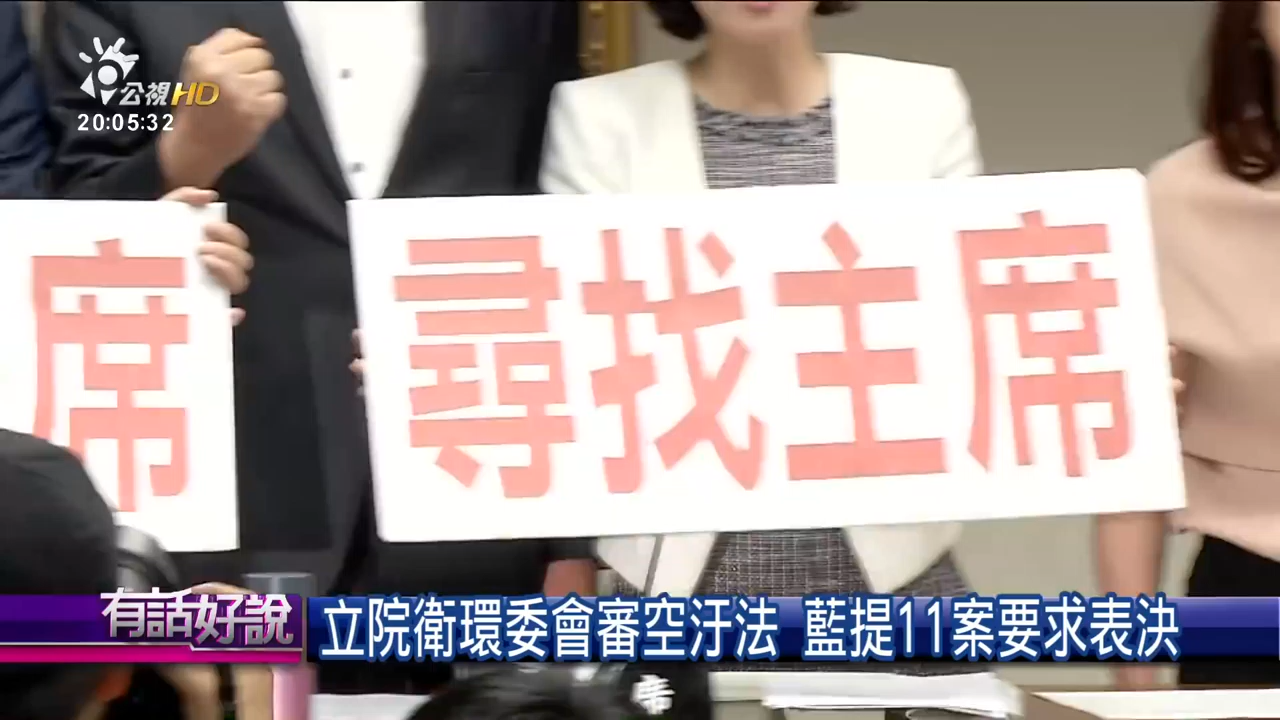 公視HD
20:05:32
席
尋找主席
席
有話好說
立院衛環委會審空汙法 藍提11案要求表決